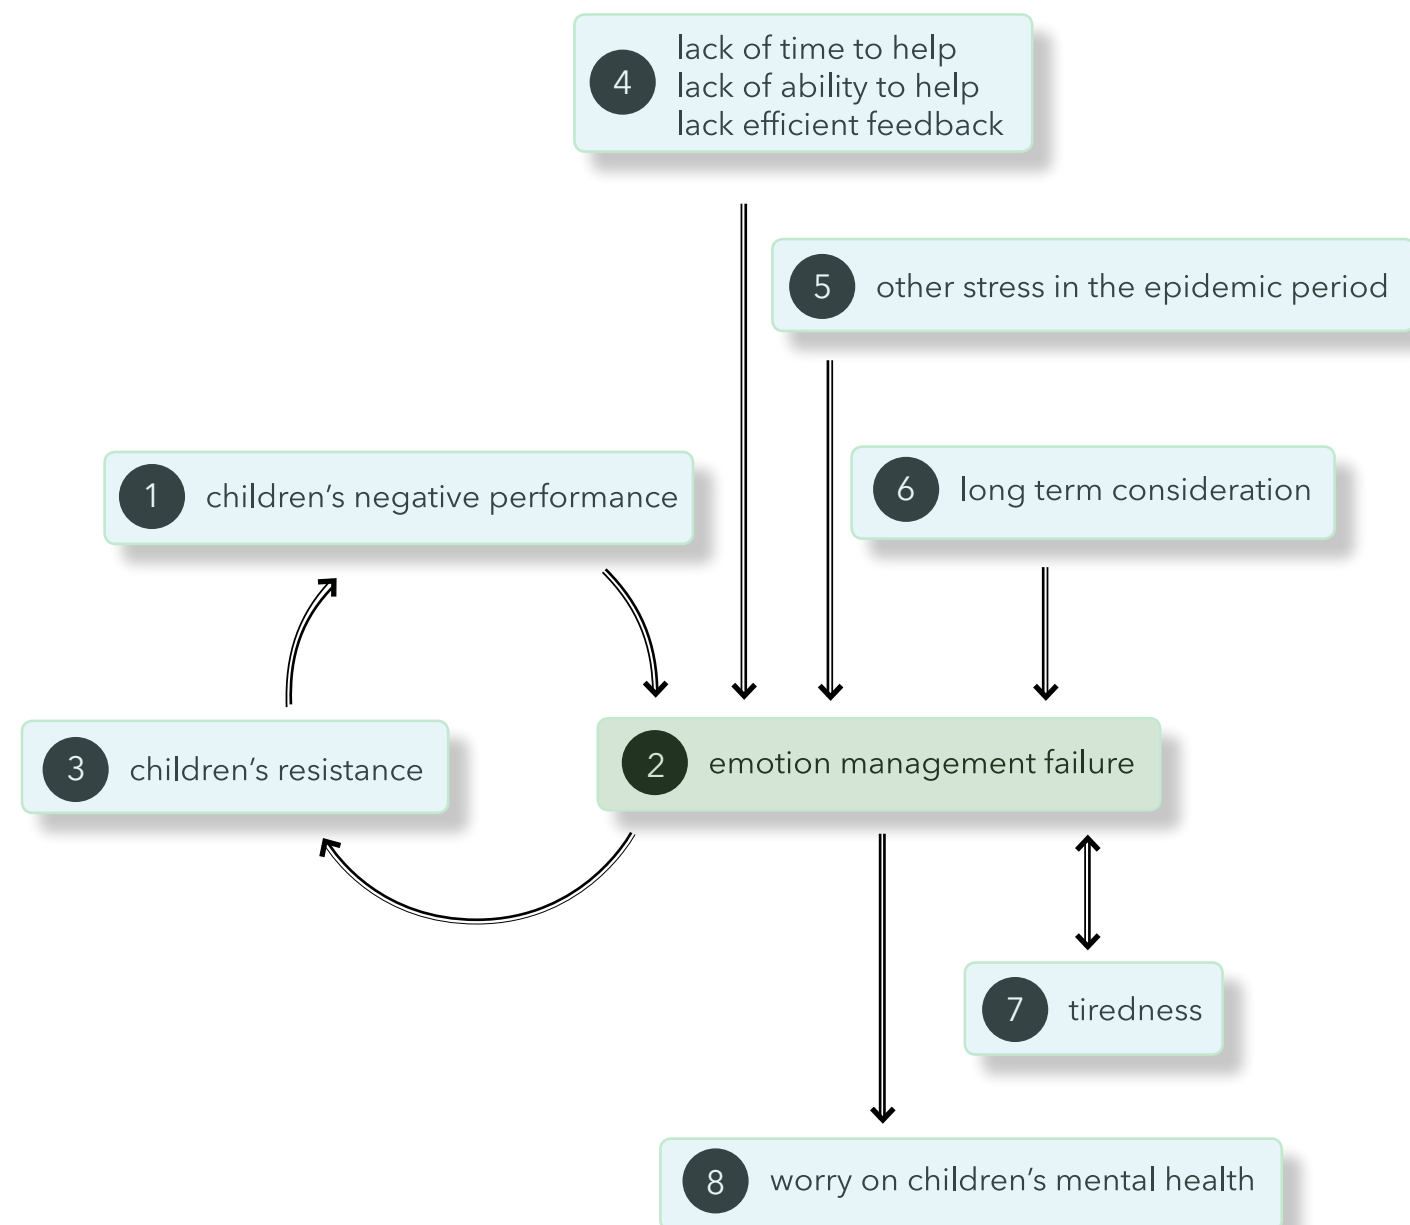 4
lack of time to help
lack of ability to help
lack efficient feedback
5 other stress in the epidemic period
1 children's negative performance
6 long term consideration
3 children's resistance
2 emotion management failure
7 tiredness
8 worry on children's mental health